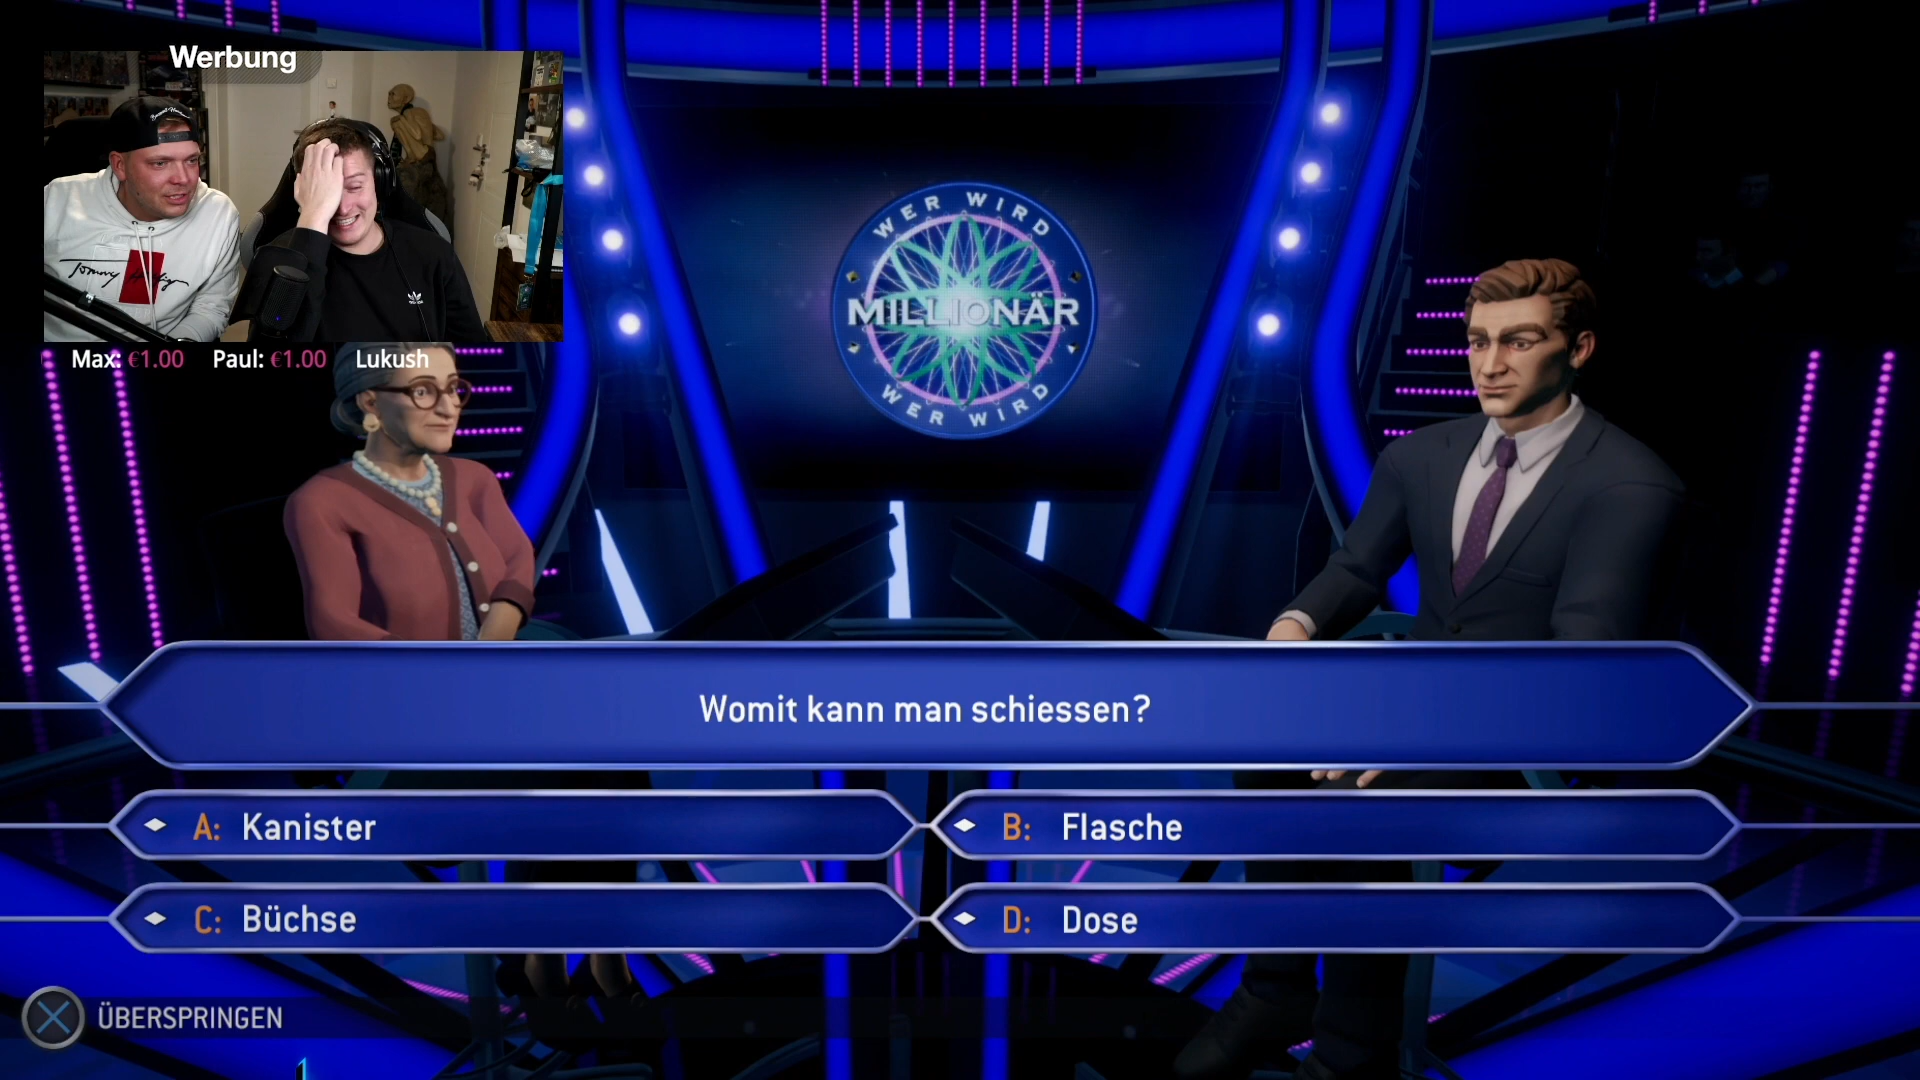 Werbung
Max: €1.00 Paul: €1.00 Lukush
WER WIRD
MILLIONÄR
WER WIRD
Womit kann man schiessen?
A: Kanister
B: Flasche
C: Büchse
D: Dose
ÜBERSPRINGEN